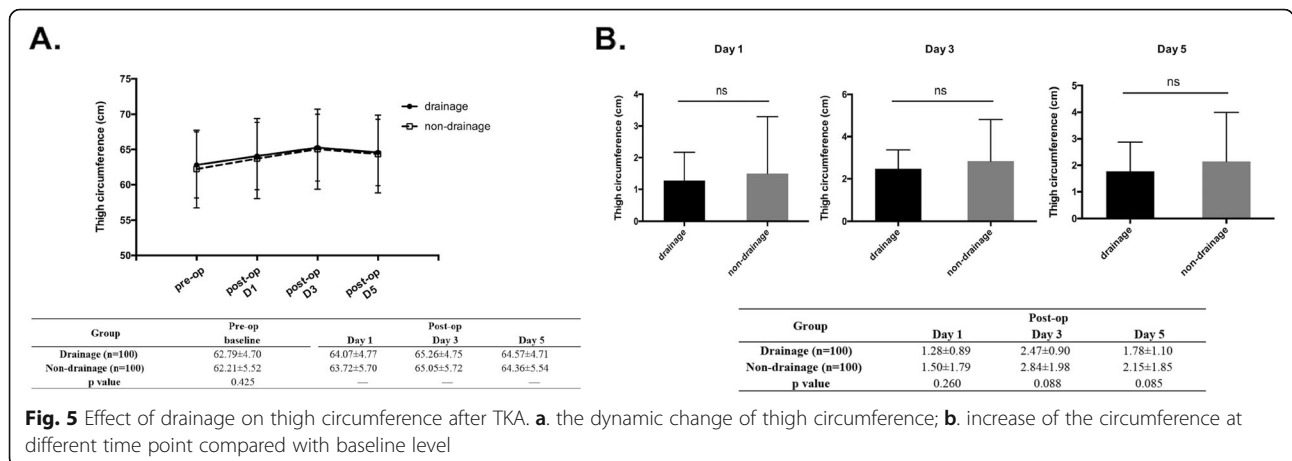 A.
Thigh circumference (cm)
75
70
65
60
55
50
drainage
non-drainage
pre-op
post-op D1
post-op D3
post-op D5
Group Pre-op Post-op
baseline Day 1 Day 3 Day 5
Drainage (n=100) 62.79±4.70 64.07±4.77 65.26±4.75 64.57±4.71
Non-drainage (n=100) 62.21±5.52 63.72±5.70 65.05±5.72 64.36±5.54
p value 0.425 — — —
B.
Day 1
Thigh circumference (cm)
4
3
2
1
0
ns
drainage
non-drainage
Day 3
Thigh circumference (cm)
6
4
2
0
ns
drainage
non-drainage
Day 5
Thigh circumference (cm)
5
4
3
2
1
0
ns
drainage
non-drainage
Group Post-op
Day 1 Day 3 Day 5
Drainage (n=100) 1.28±0.89 2.47±0.90 1.78±1.10
Non-drainage (n=100) 1.50±1.79 2.84±1.98 2.15±1.85
p value 0.260 0.088 0.085
Fig. 5 Effect of drainage on thigh circumference after TKA. a. the dynamic change of thigh circumference; b. increase of the circumference at
different time point compared with baseline level